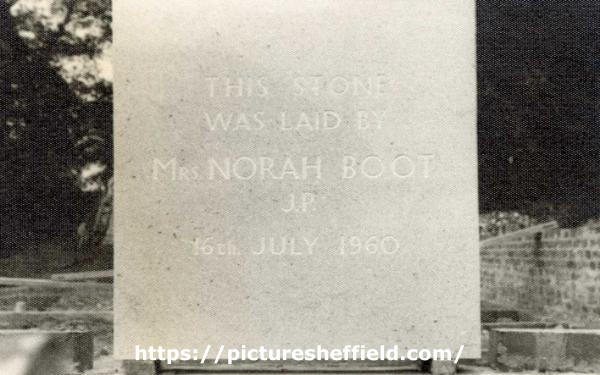 THIS STONE
WAS LAID BY
MRS. NORAH BOOT
J.P.
16th. JULY 1960
https://picturesheffield.com/